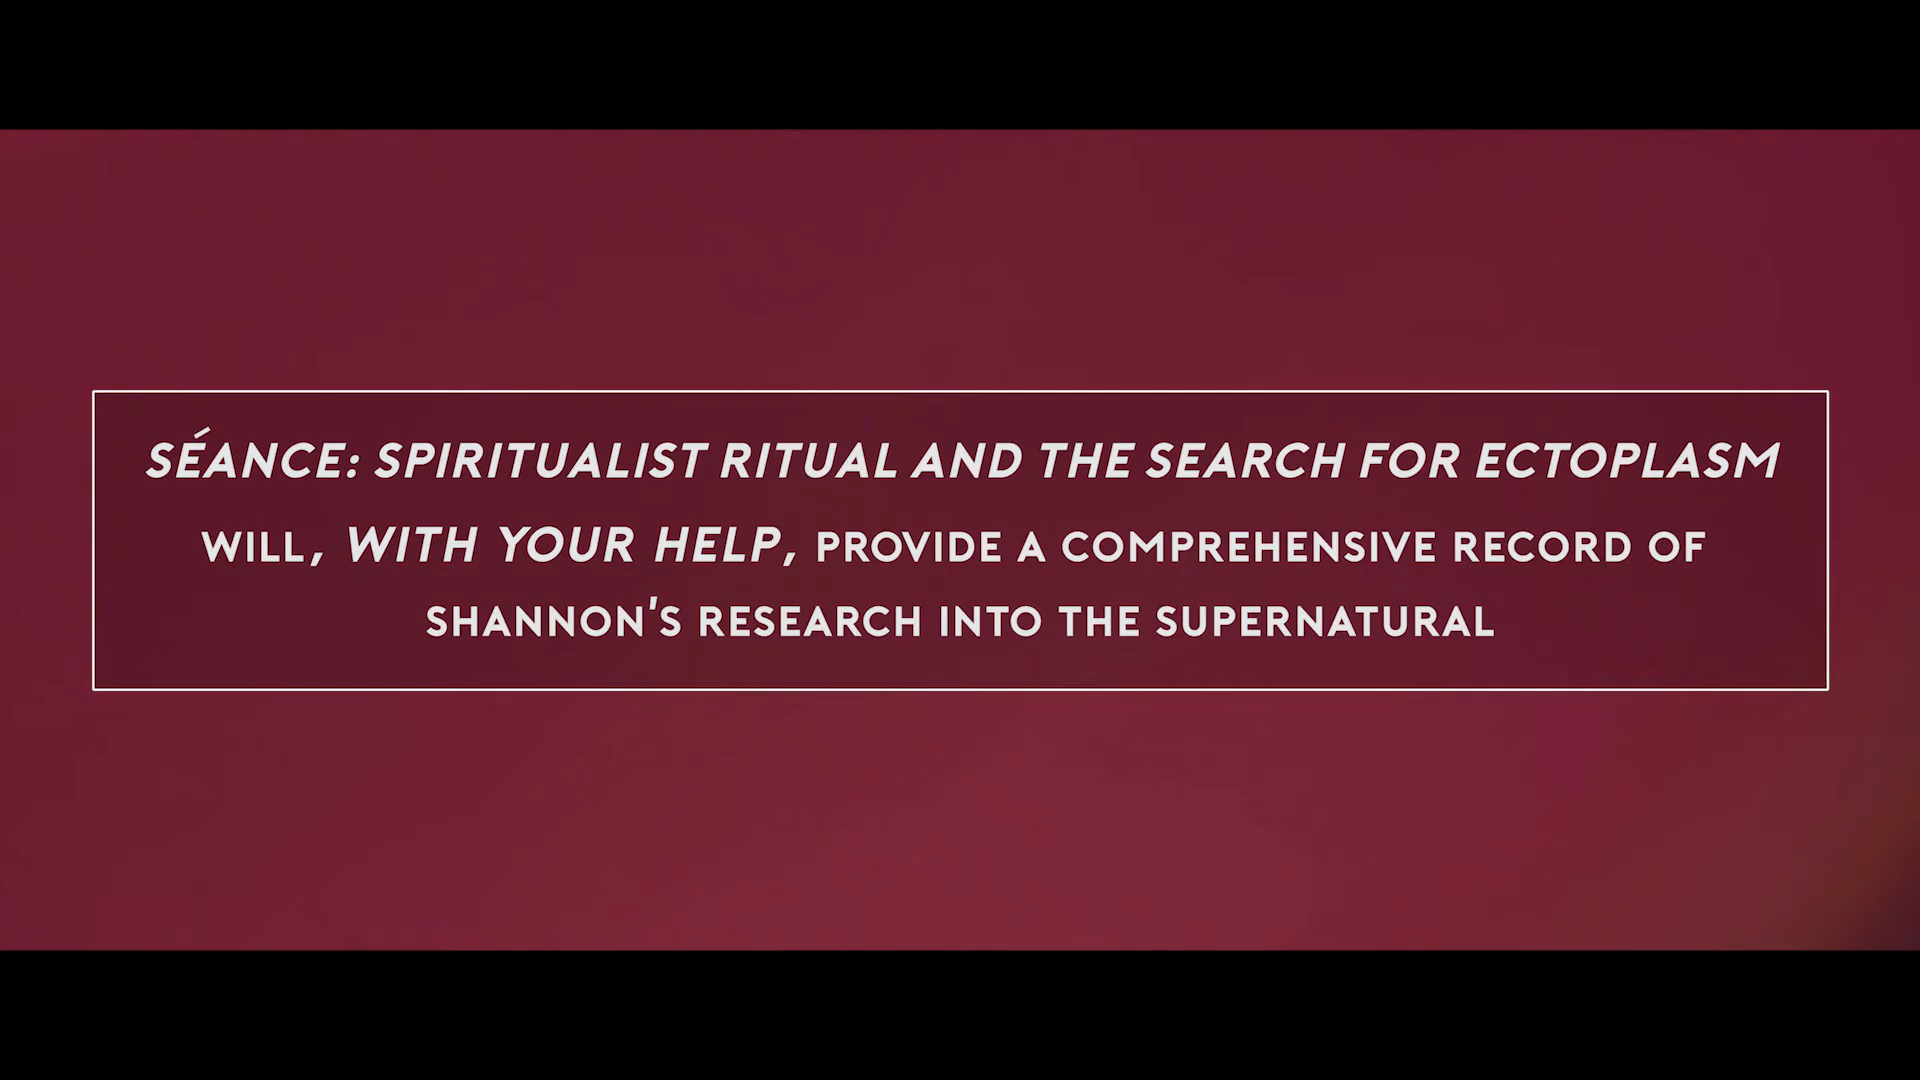 SÉANCE: SPIRITUALIST RITUAL AND THE SEARCH FOR ECTOPLASM
WILL, WITH YOUR HELP, PROVIDE A COMPREHENSIVE RECORD OF
SHANNON'S RESEARCH INTO THE SUPERNATURAL